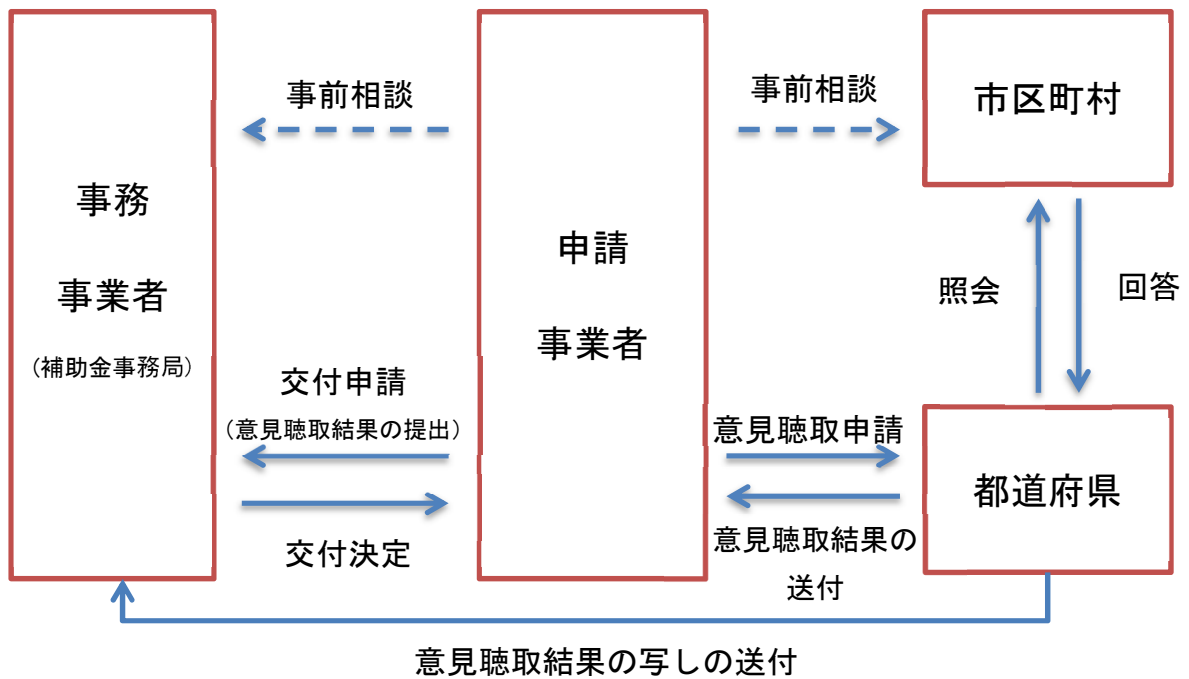 事前相談
事前相談
市区町村
事務
事業者
（補助金事務局）
申請
事業者
照会
回答
交付申請
（意見聴取結果の提出）
意見聴取申請
都道府県
交付決定
意見聴取結果の
送付
意見聴取結果の写しの送付